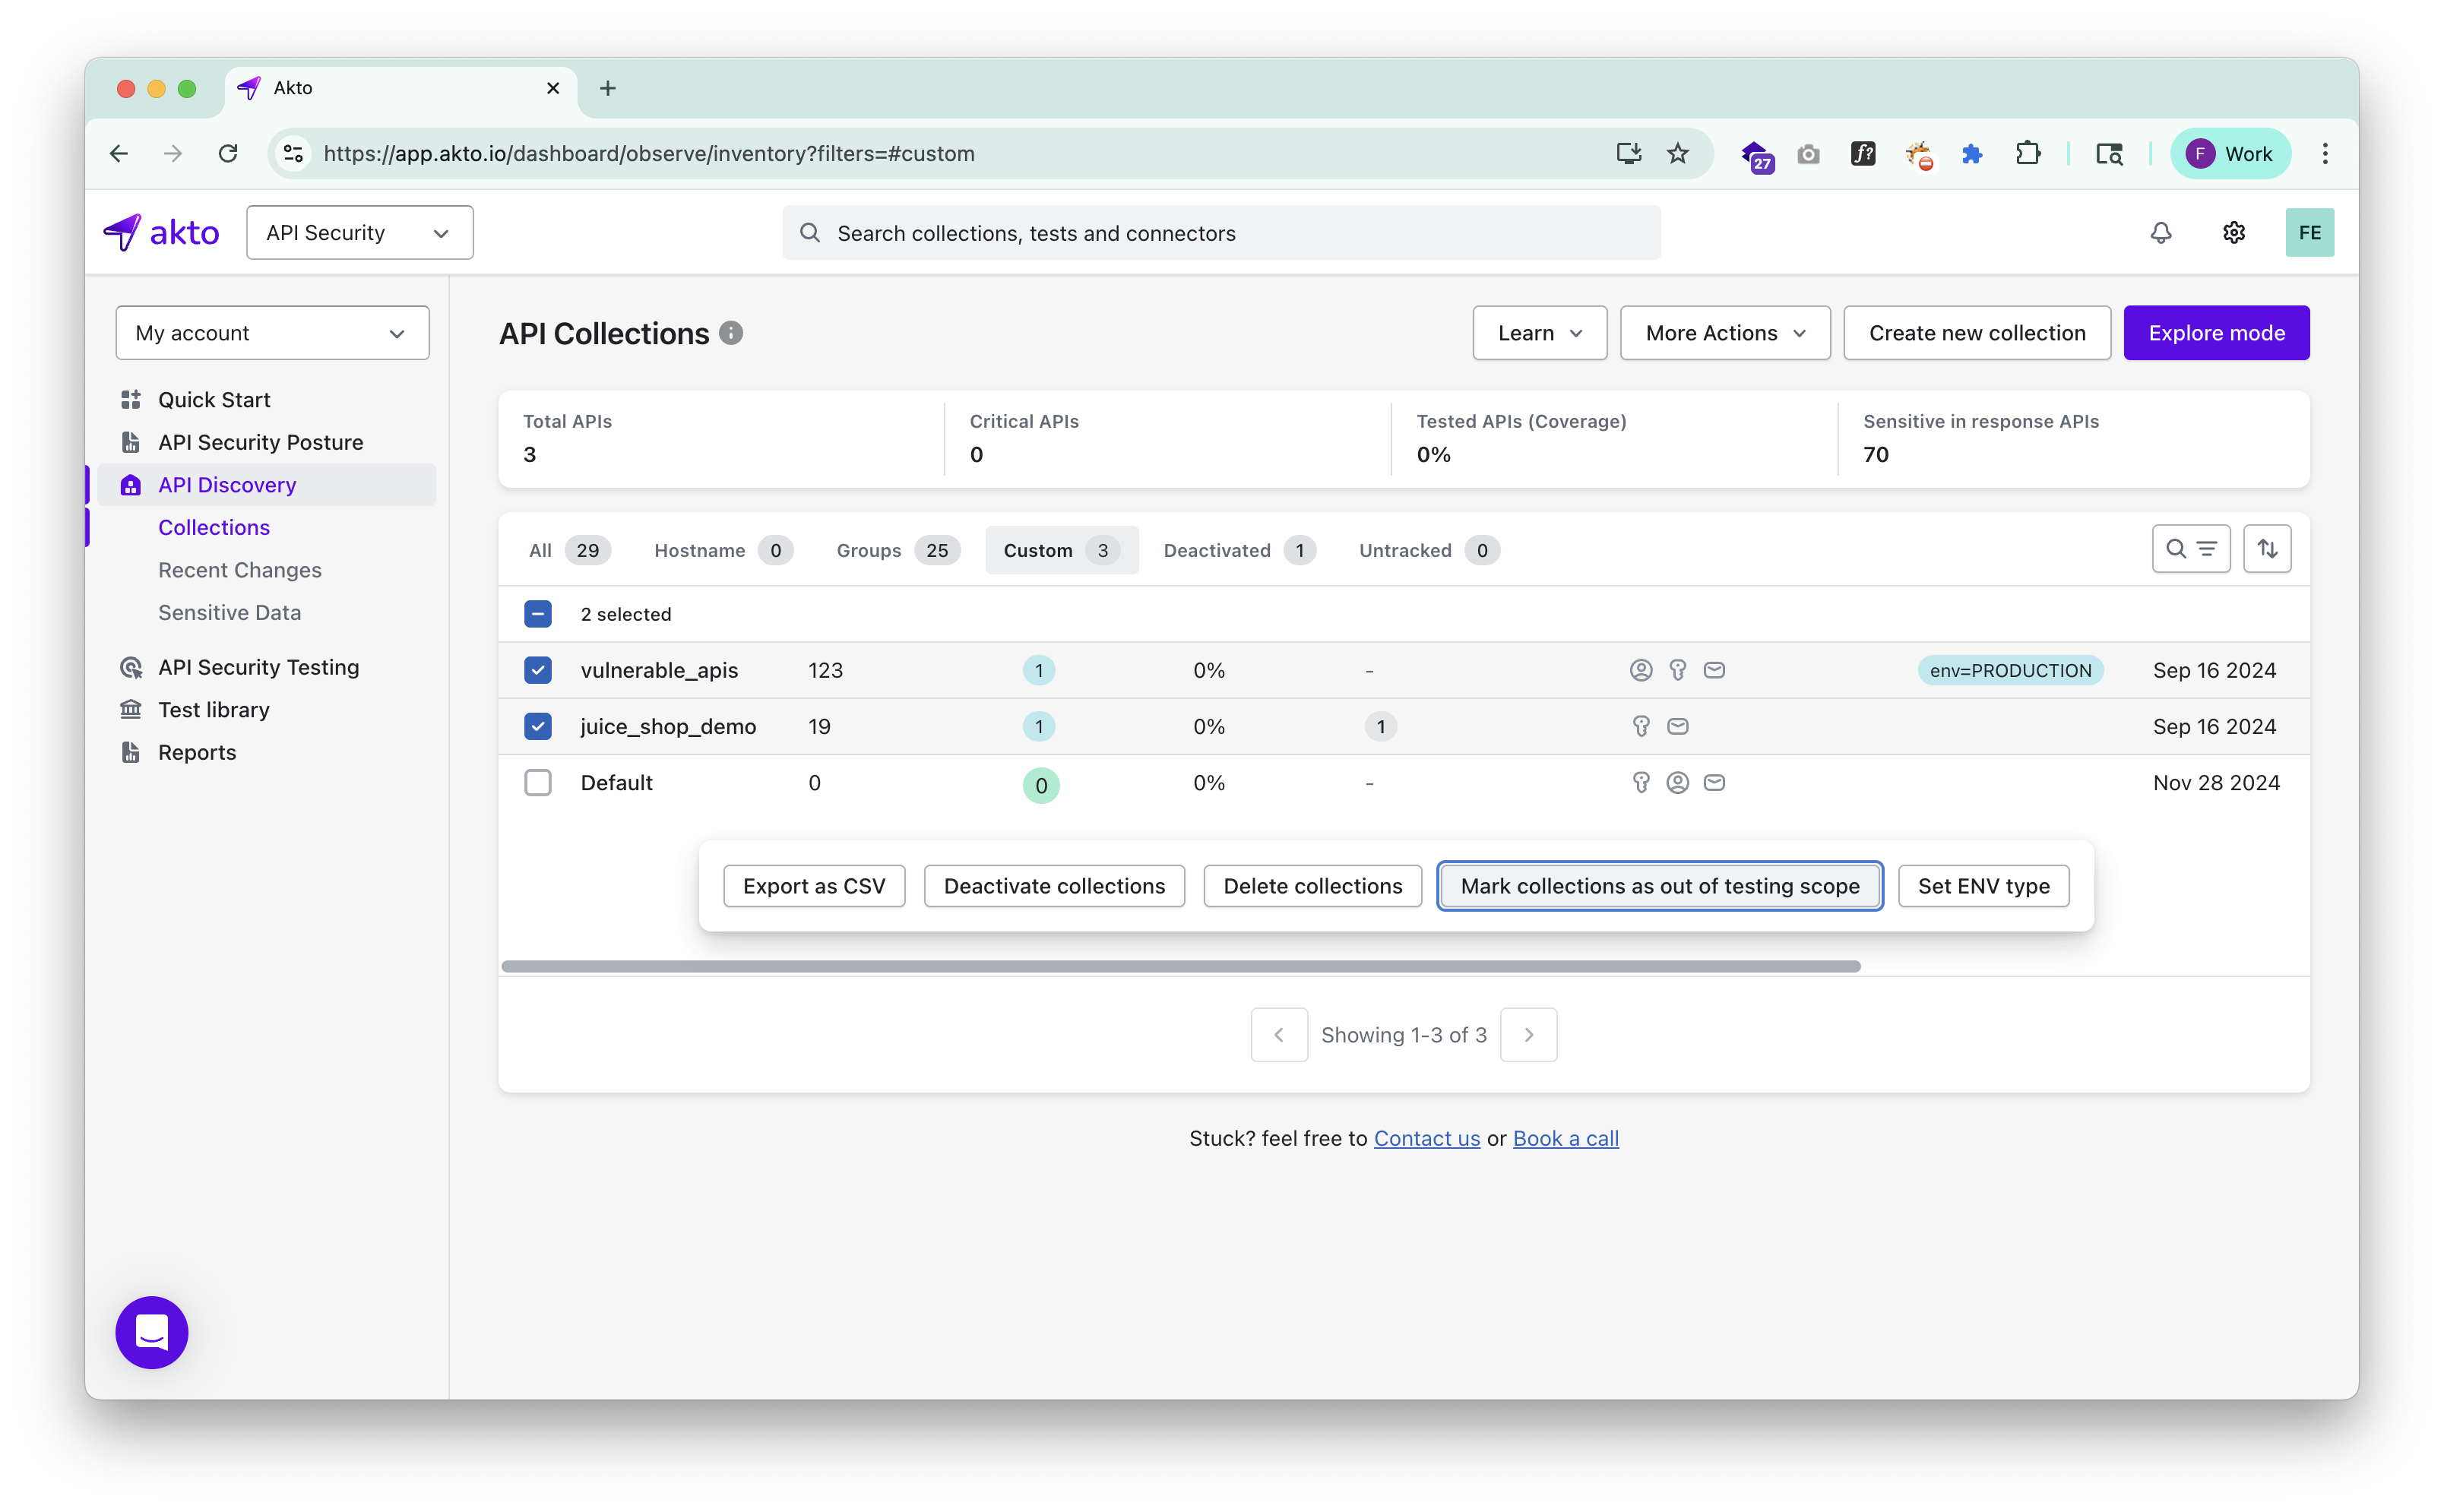 Akto
https://app.akto.io/dashboard/observe/inventory?filters=#custom
27
f?
F Work
akto
API Security
Search collections, tests and connectors
FE
My account
Quick Start
API Security Posture
API Discovery
Collections
Recent Changes
Sensitive Data
API Security Testing
Test library
Reports
API Collections
Learn
More Actions
Create new collection
Explore mode
Total APIs
3
Critical APIs
0
Tested APIs (Coverage)
0%
Sensitive in response APIs
70
All 29 Hostname 0 Groups 25 Custom 3 Deactivated 1 Untracked 0
2 selected
vulnerable_apis 123 1 0% - env=PRODUCTION Sep 16 2024
juice_shop_demo 19 1 0% 1 Sep 16 2024
Default 0 0 0% - Nov 28 2024
Export as CSV Deactivate collections Delete collections Mark collections as out of testing scope Set ENV type
Showing 1-3 of 3
Stuck? feel free to Contact us or Book a call